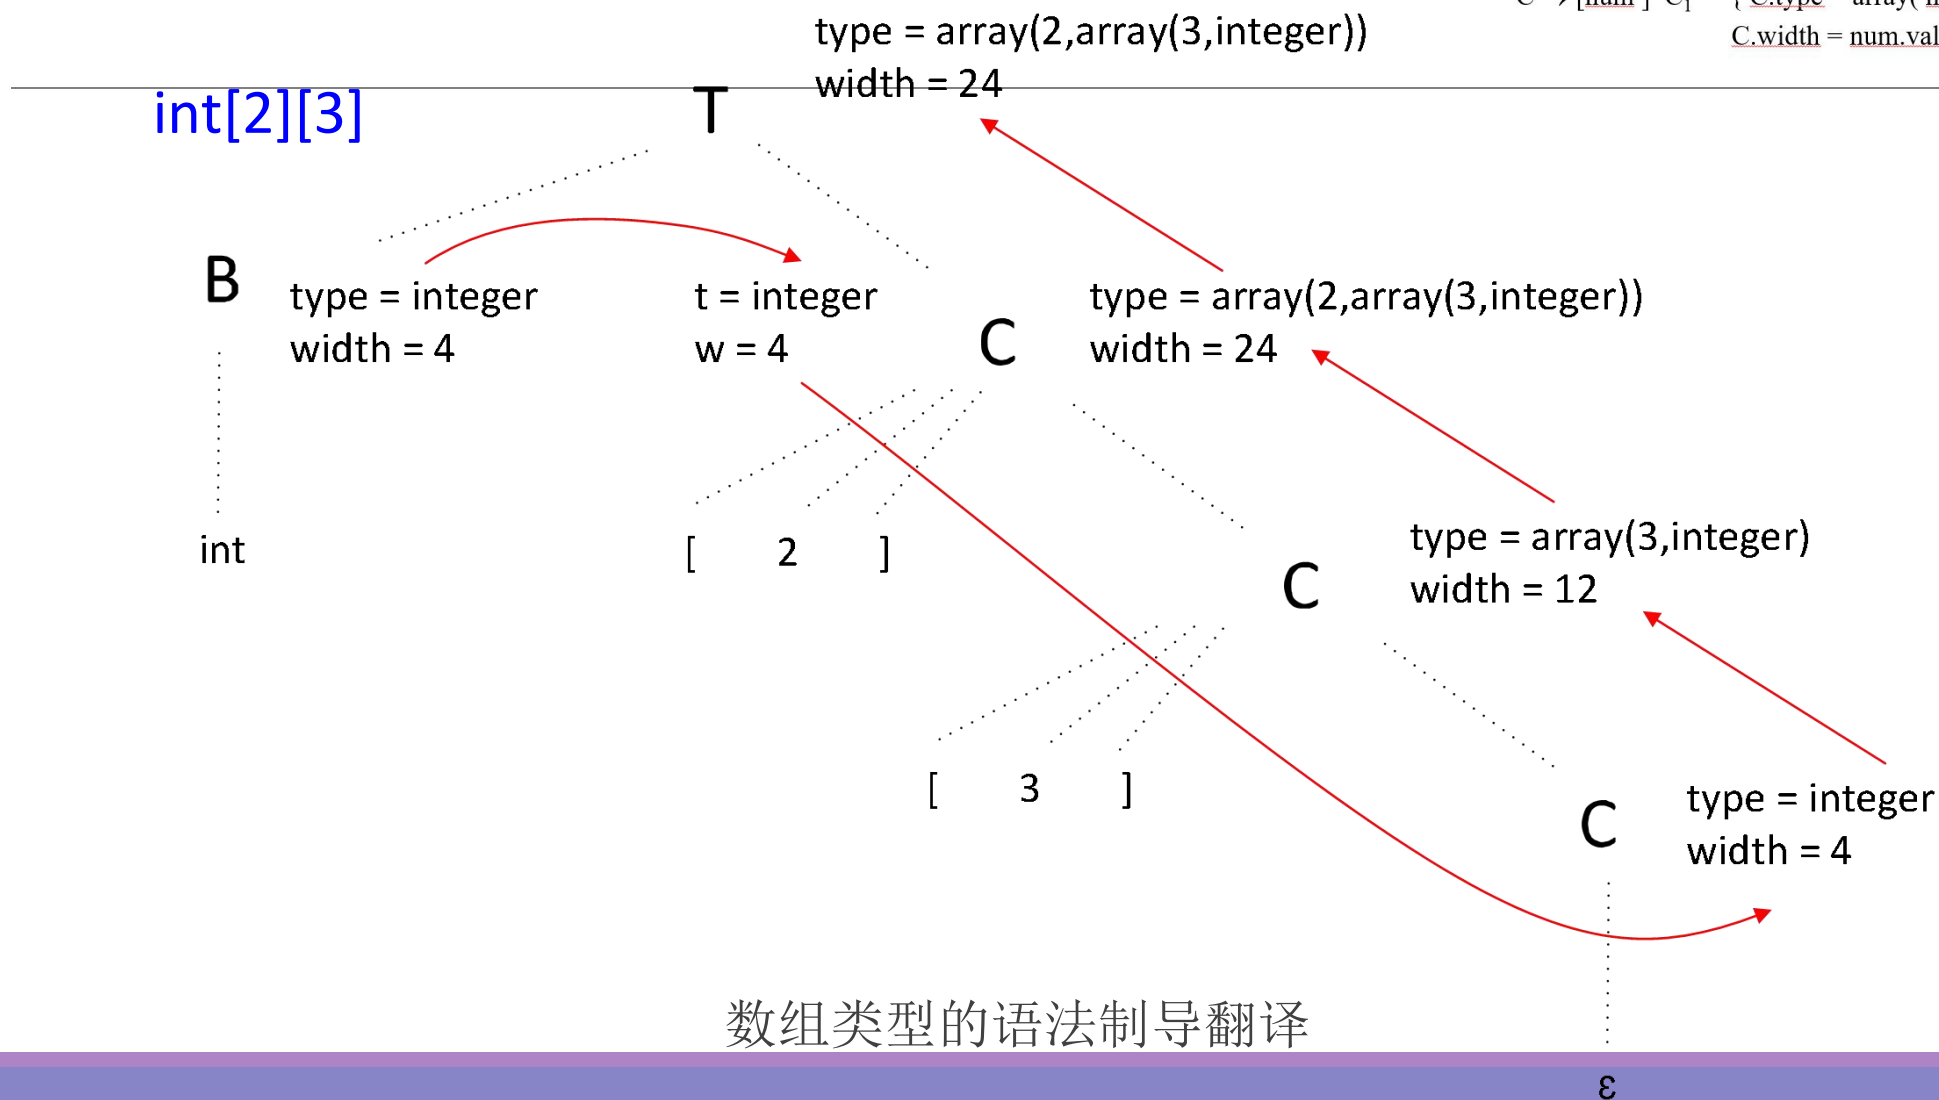 type = array(2,array(3,integer))
width = 24
C.width = num.val
int[2][3]
T
B
type = integer
width = 4
t = integer
w = 4
C
type = array(2,array(3,integer))
width = 24
int
[ 2 ]
C
type = array(3,integer)
width = 12
[ 3 ]
C
type = integer
width = 4
数组类型的语法制导翻译
ε